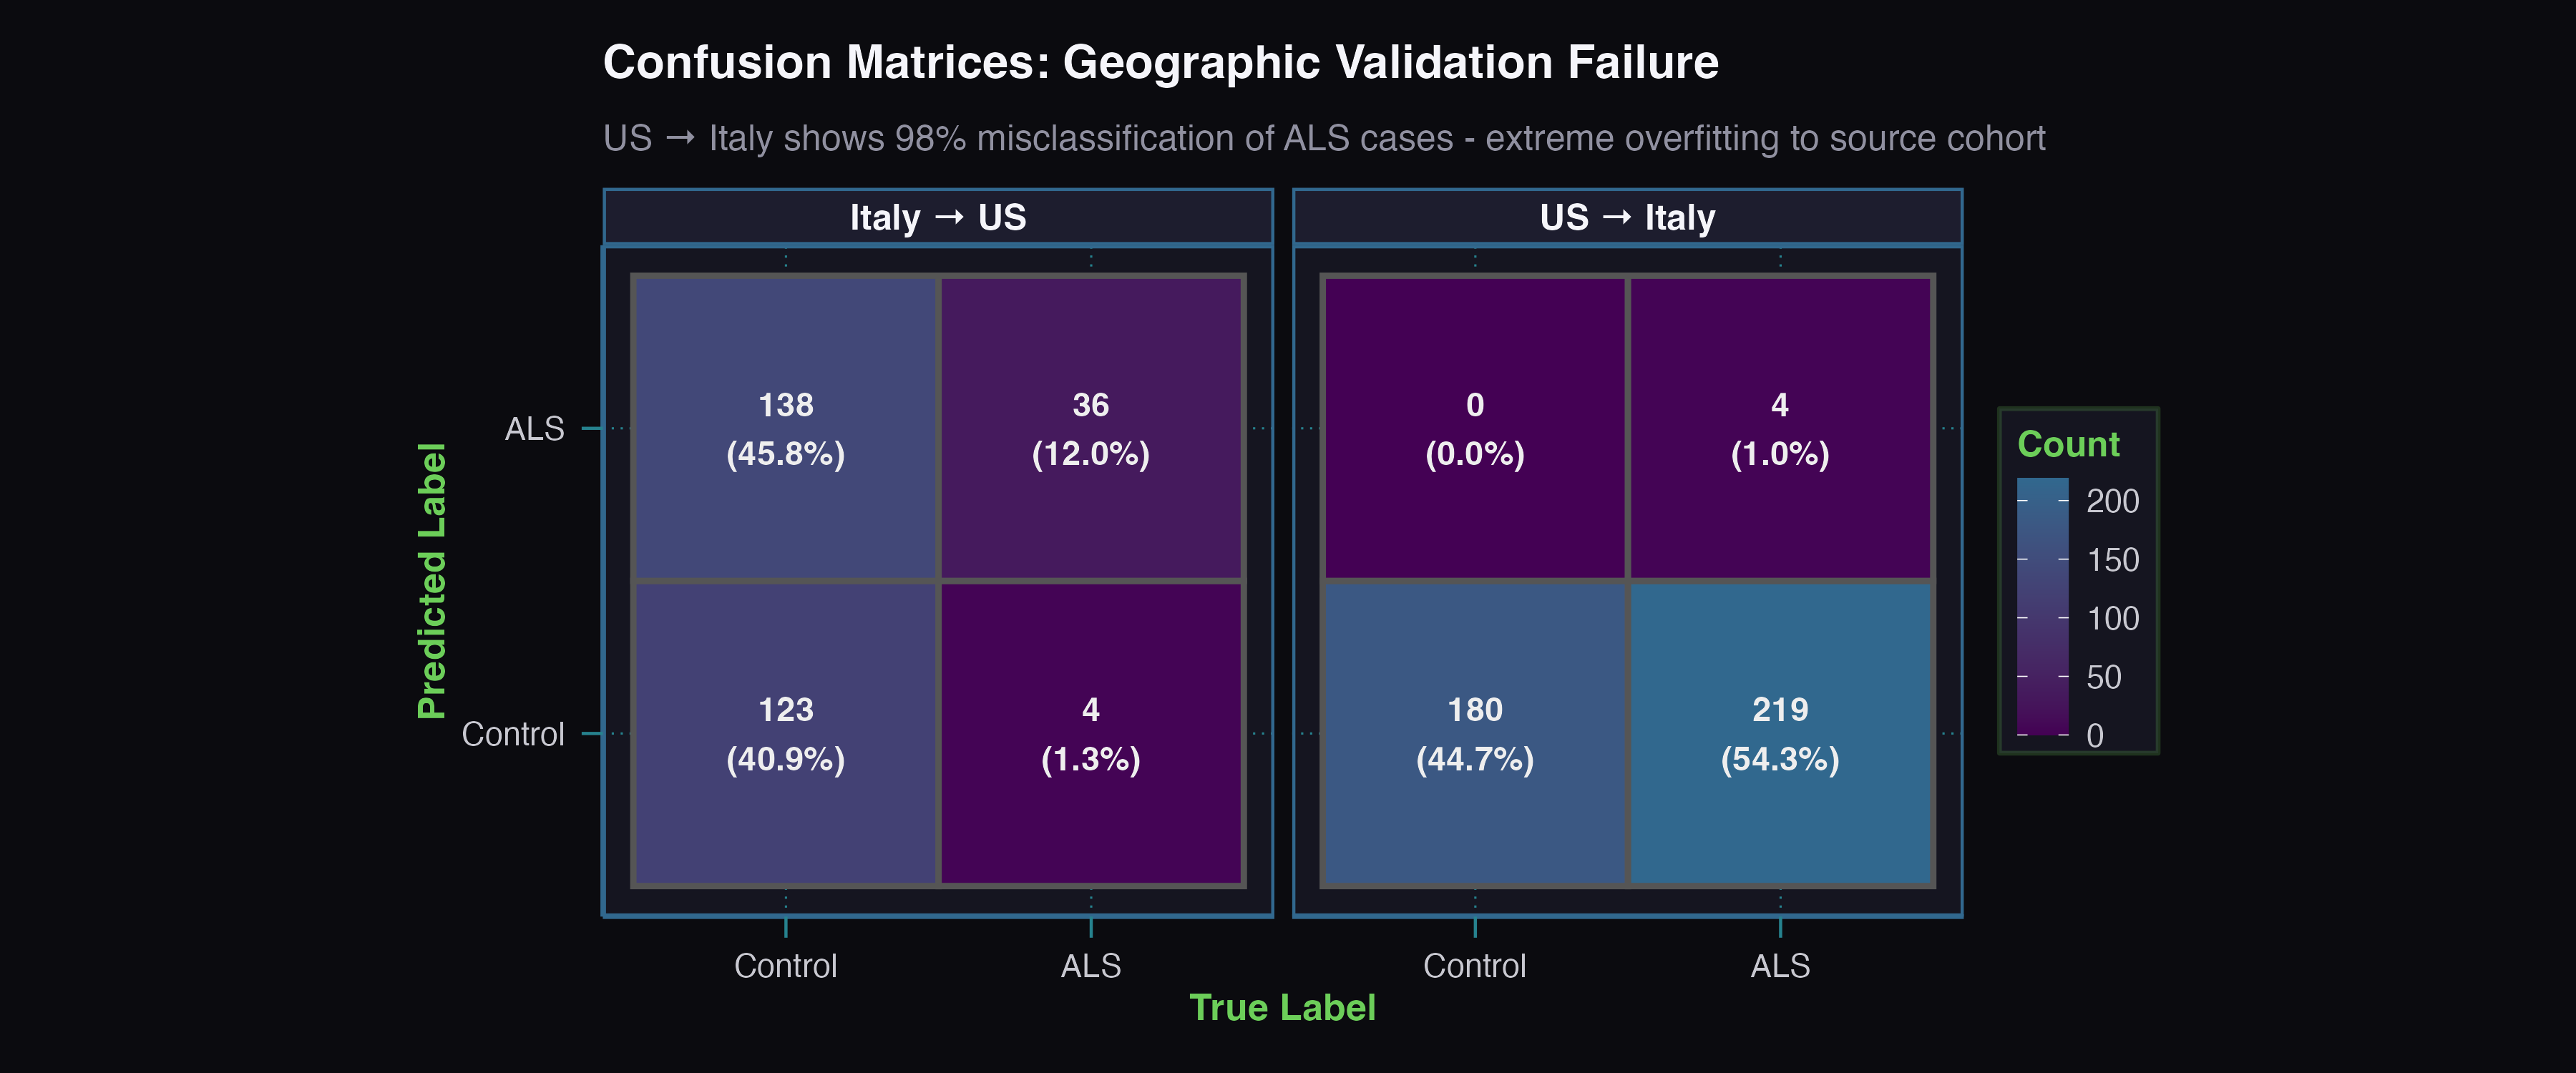 Confusion Matrices: Geographic Validation Failure
US → Italy shows 98% misclassification of ALS cases - extreme overfitting to source cohort
Italy → US
US → Italy
Predicted Label
ALS
Control
138
(45.8%)
36
(12.0%)
123
(40.9%)
4
(1.3%)
0
(0.0%)
4
(1.0%)
180
(44.7%)
219
(54.3%)
Control
ALS
Control
ALS
True Label
Count
200
150
100
50
0